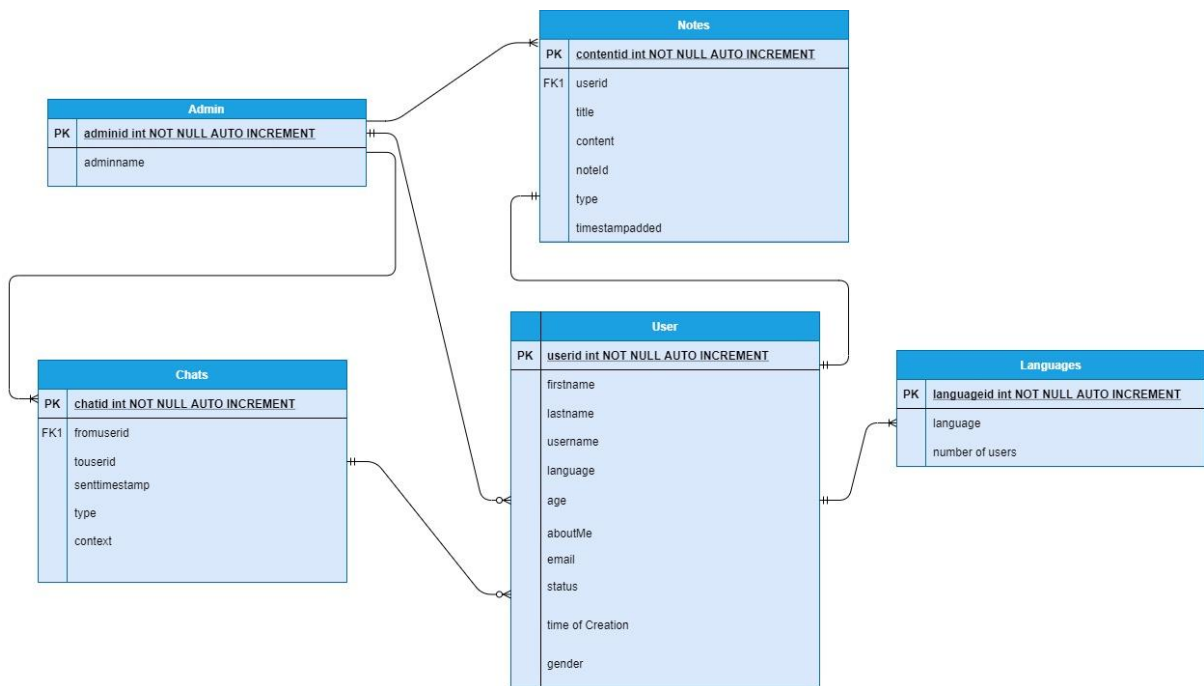 Notes
PK contentid int NOT NULL AUTO INCREMENT
FK1 userid
title
content
noteId
type
timestampadded
Admin
PK adminid int NOT NULL AUTO INCREMENT
adminname
User
PK userid int NOT NULL AUTO INCREMENT
firstname
lastname
username
language
age
aboutMe
email
status
time of Creation
gender
Chats
PK chatid int NOT NULL AUTO INCREMENT
FK1 fromuserid
touserid
senttimestamp
type
context
Languages
PK languageid int NOT NULL AUTO INCREMENT
language
number of users